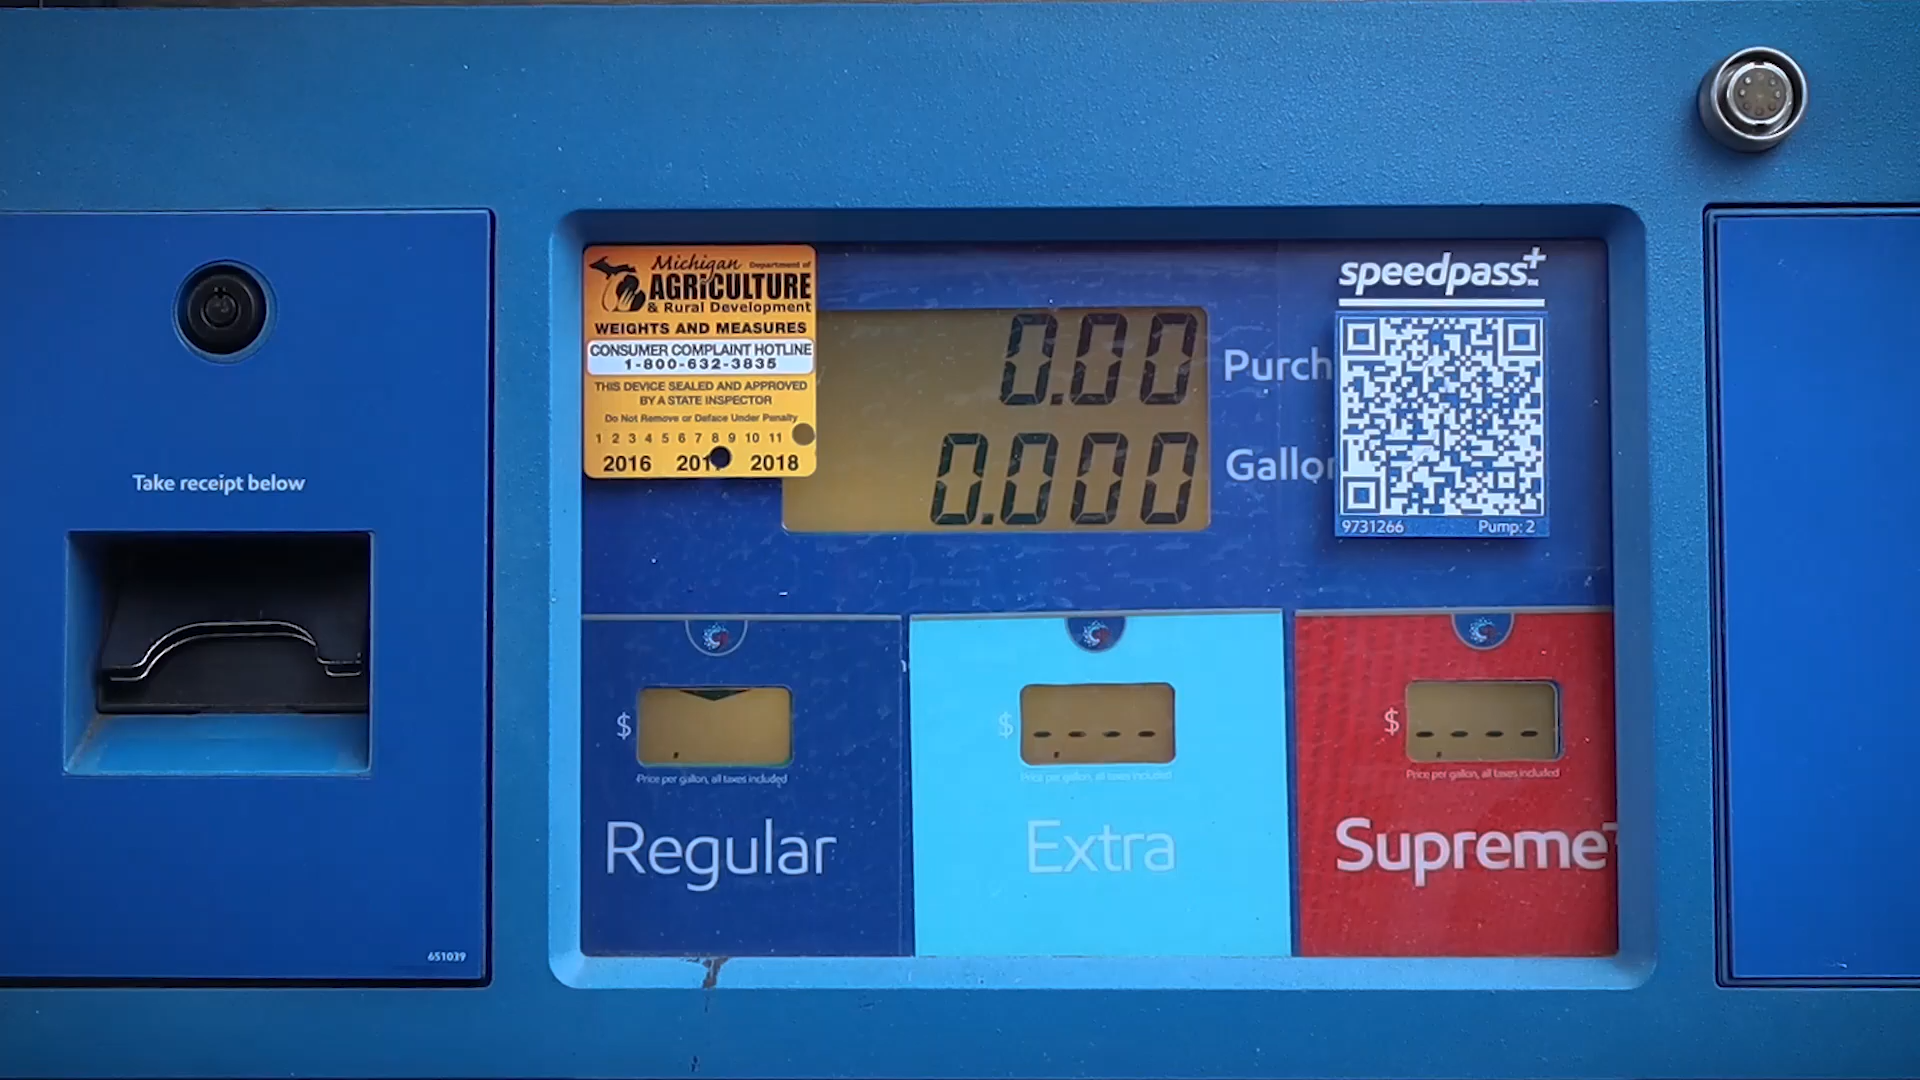 speedpass+
Michigan Department of
AGRICULTURE
& Rural Development
WEIGHTS AND MEASURES
CONSUMER COMPLAINT HOTLINE
1-800-632-3835
THIS DEVICE SEALED AND APPROVED
BY A STATE INSPECTOR
Do Not Remove or Deface Under Penalty
1 2 3 4 5 6 7 8 9 10 11
2016 201 2018
0.00 Purch
0.000 Gallon
9731266 Pump: 2
Take receipt below
651039
$
Price per gallon, all taxes included
Regular
$ ----
Price per gallon, all taxes included
Extra
$ ----
Price per gallon, all taxes included
Supreme